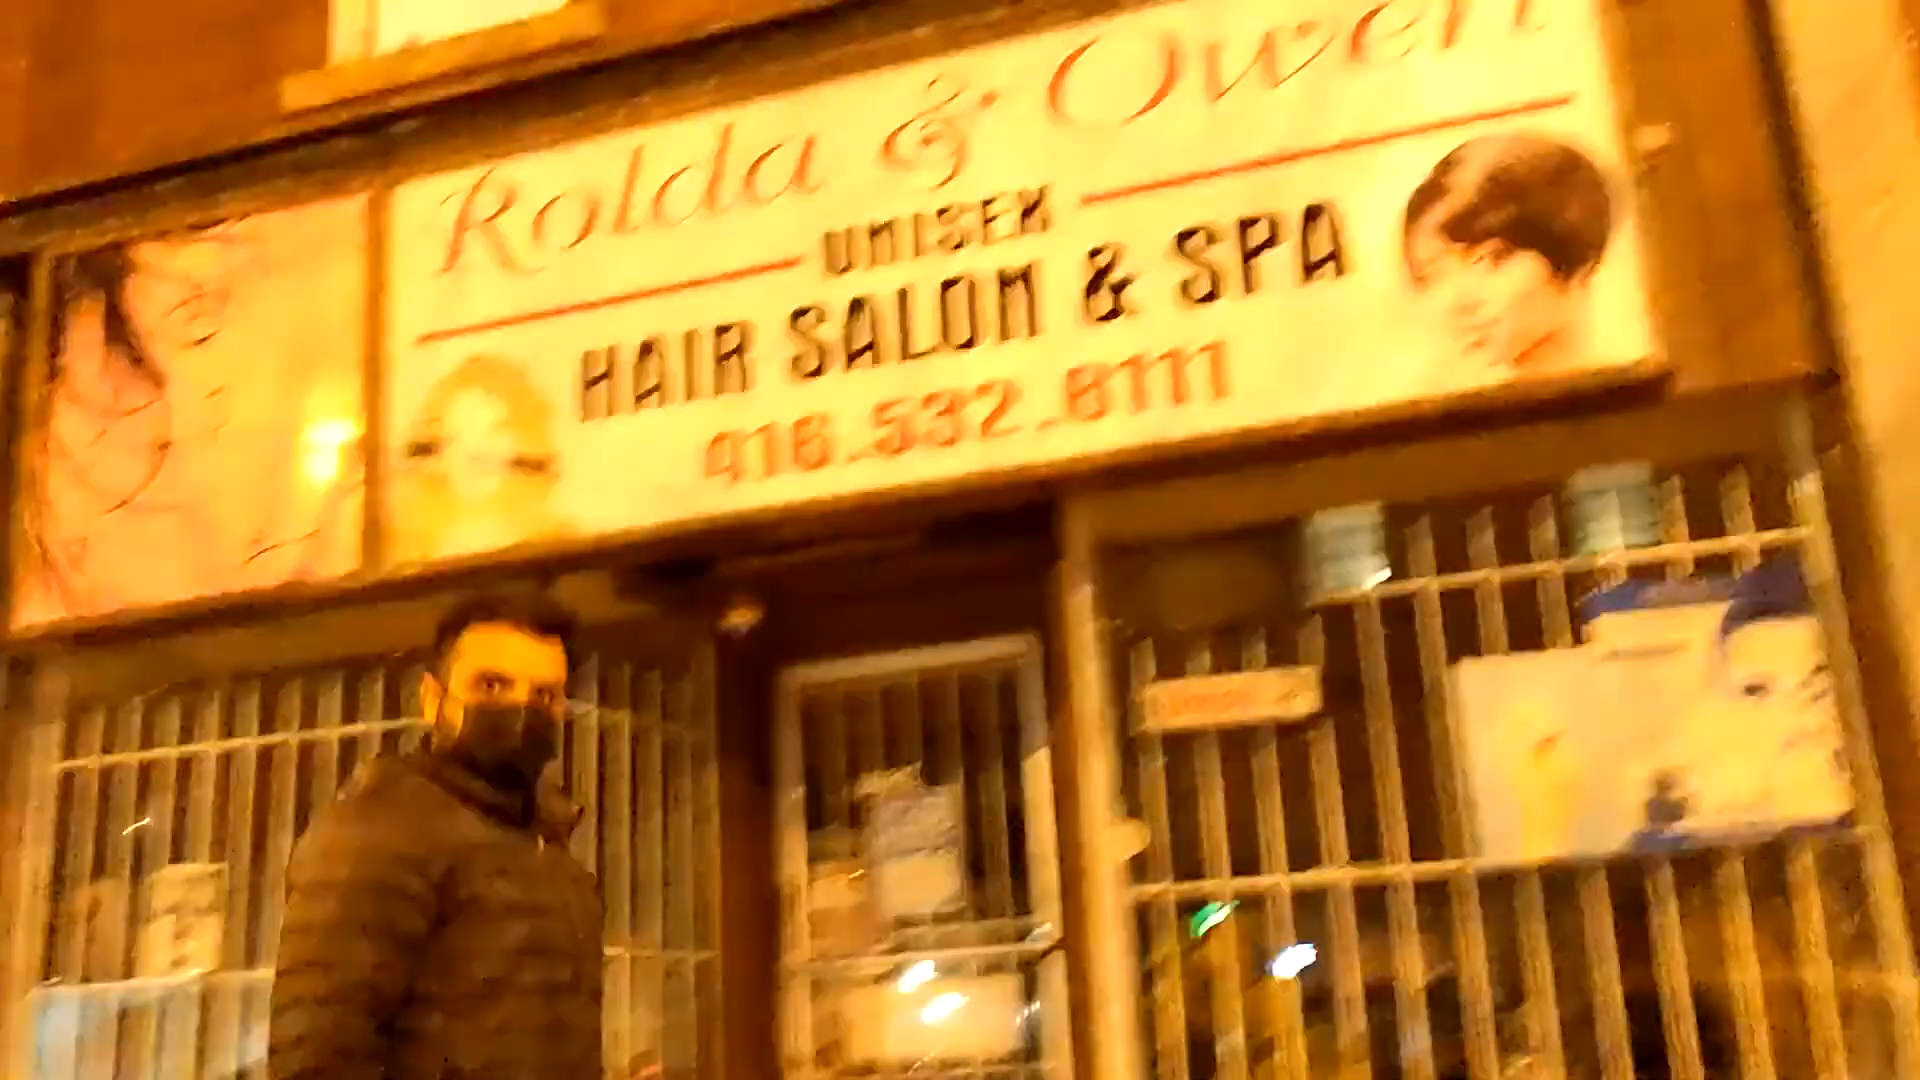 Rolda & Owen
UNISEX
HAIR SALON & SPA
416.532.8111